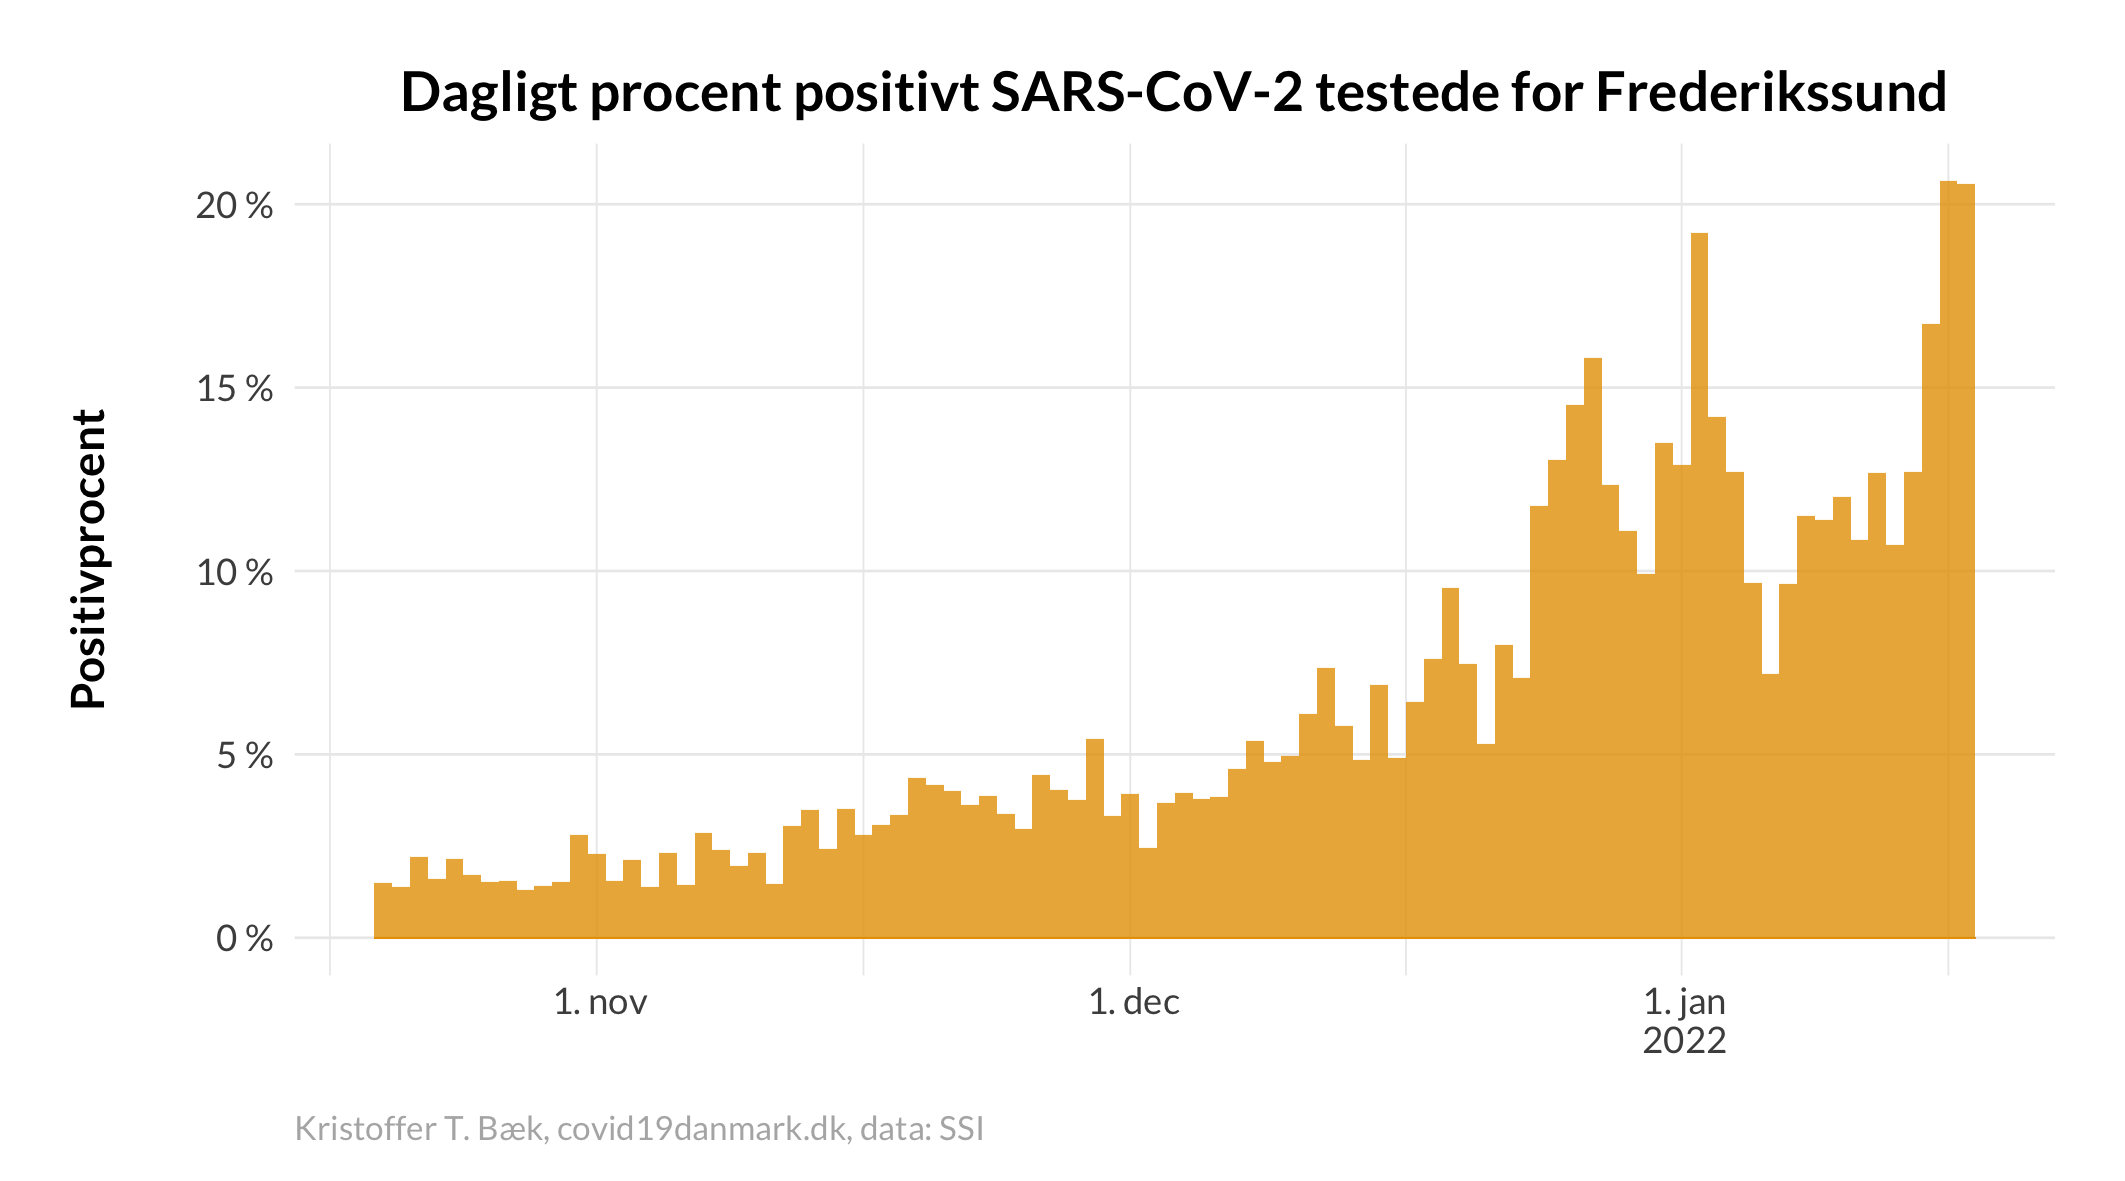 Dagligt procent positivt SARS-CoV-2 testede for Frederikssund
Positivprocent
20 %
15 %
10 %
5 %
0 %
1. nov
1. dec
1. jan
2022
Kristoffer T. Bæk, covid19danmark.dk, data: SSI